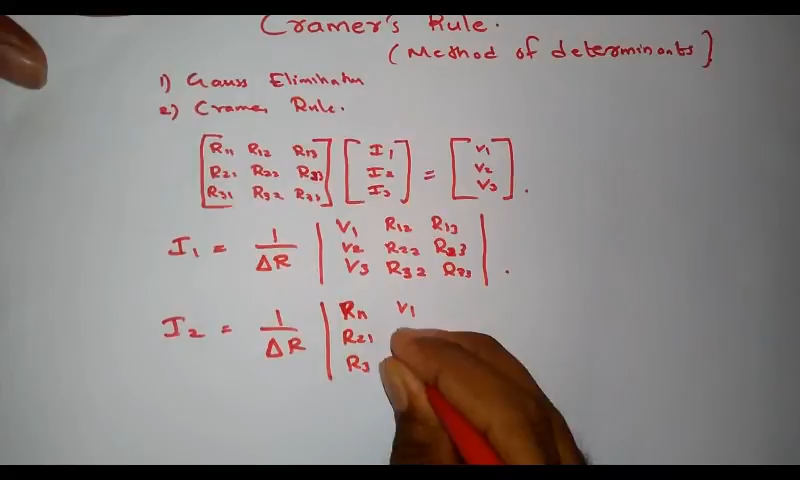 Cramer's Rule.
(Method of determinants)
1) Gauss Elimination
2) Cramer Rule.
[R11 R12 R13] [I1] = [V1]
[R21 R22 R23] [I2] [V2]
[R31 R32 R33] [I3] [V3].
I1 = 1/ΔR | V1 R12 R13 |
| V2 R22 R23 |
| V3 R32 R33 |.
I2 = 1/ΔR | R11 V1
| R21
| R3